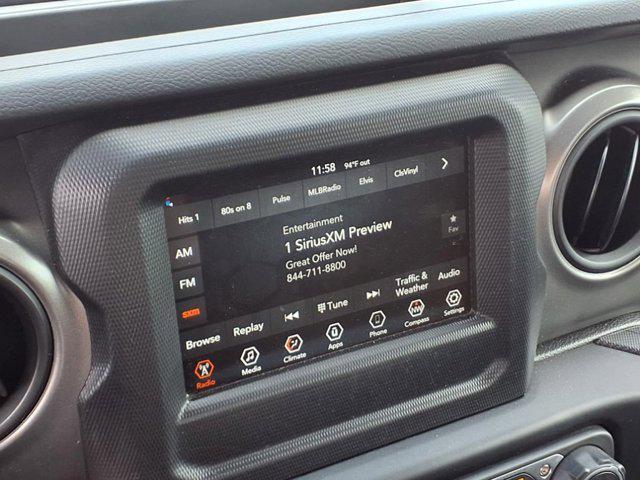 11:58 94°F out
Hits 1 80s on 8 Pulse MLBRadio Elvis ClsVinyl
AM
FM
sxm
Entertainment
1 SiriusXM Preview
Great Offer Now!
844-711-8800
Fav
Browse Replay Tune Traffic & Weather Audio
Radio Media Climate Apps Phone NW Compass Settings